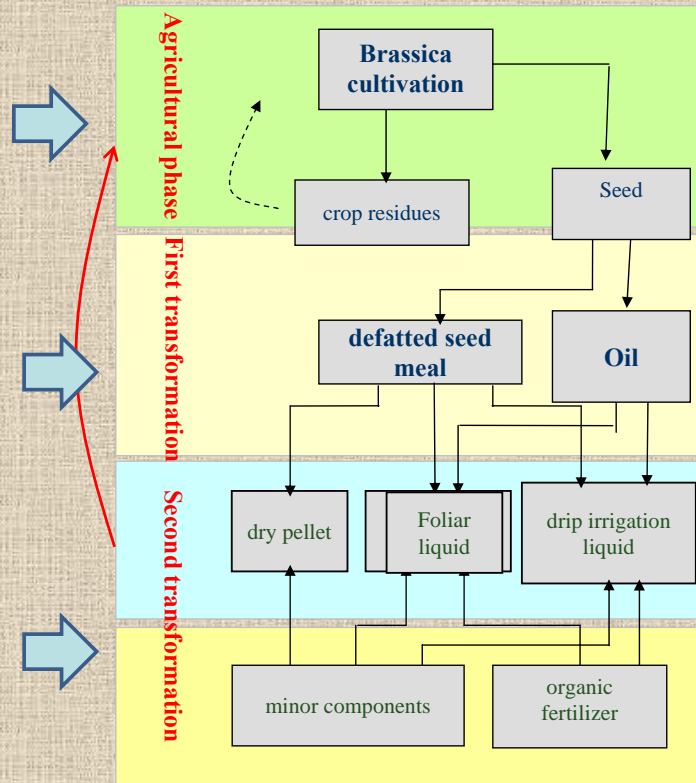 Agricultural phase
Brassica
cultivation
crop residues
Seed
First transformation
defatted seed
meal
Oil
Second transformation
dry pellet
Foliar
liquid
drip irrigation
liquid
minor components
organic
fertilizer